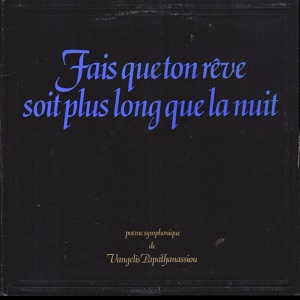 Fais que ton rêve
soit plus long que la nuit
poème symphonique
de
Vangelis Papathanassiou